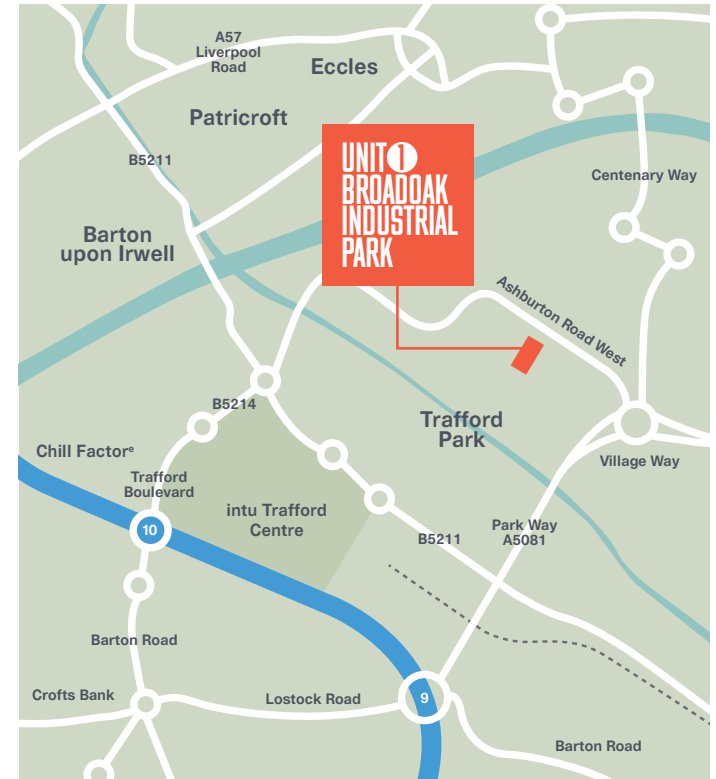 A57
Liverpool
Road
Eccles
Patricroft
UNIT 1
BROADOAK
INDUSTRIAL
PARK
B5211
Centenary Way
Barton
upon Irwell
Ashburton Road West
B5214
Trafford
Park
Chill Factorᵉ
Village Way
Trafford
Boulevard
intu Trafford
Centre
10
Park Way
A5081
B5211
Barton Road
Crofts Bank
Lostock Road
9
Barton Road